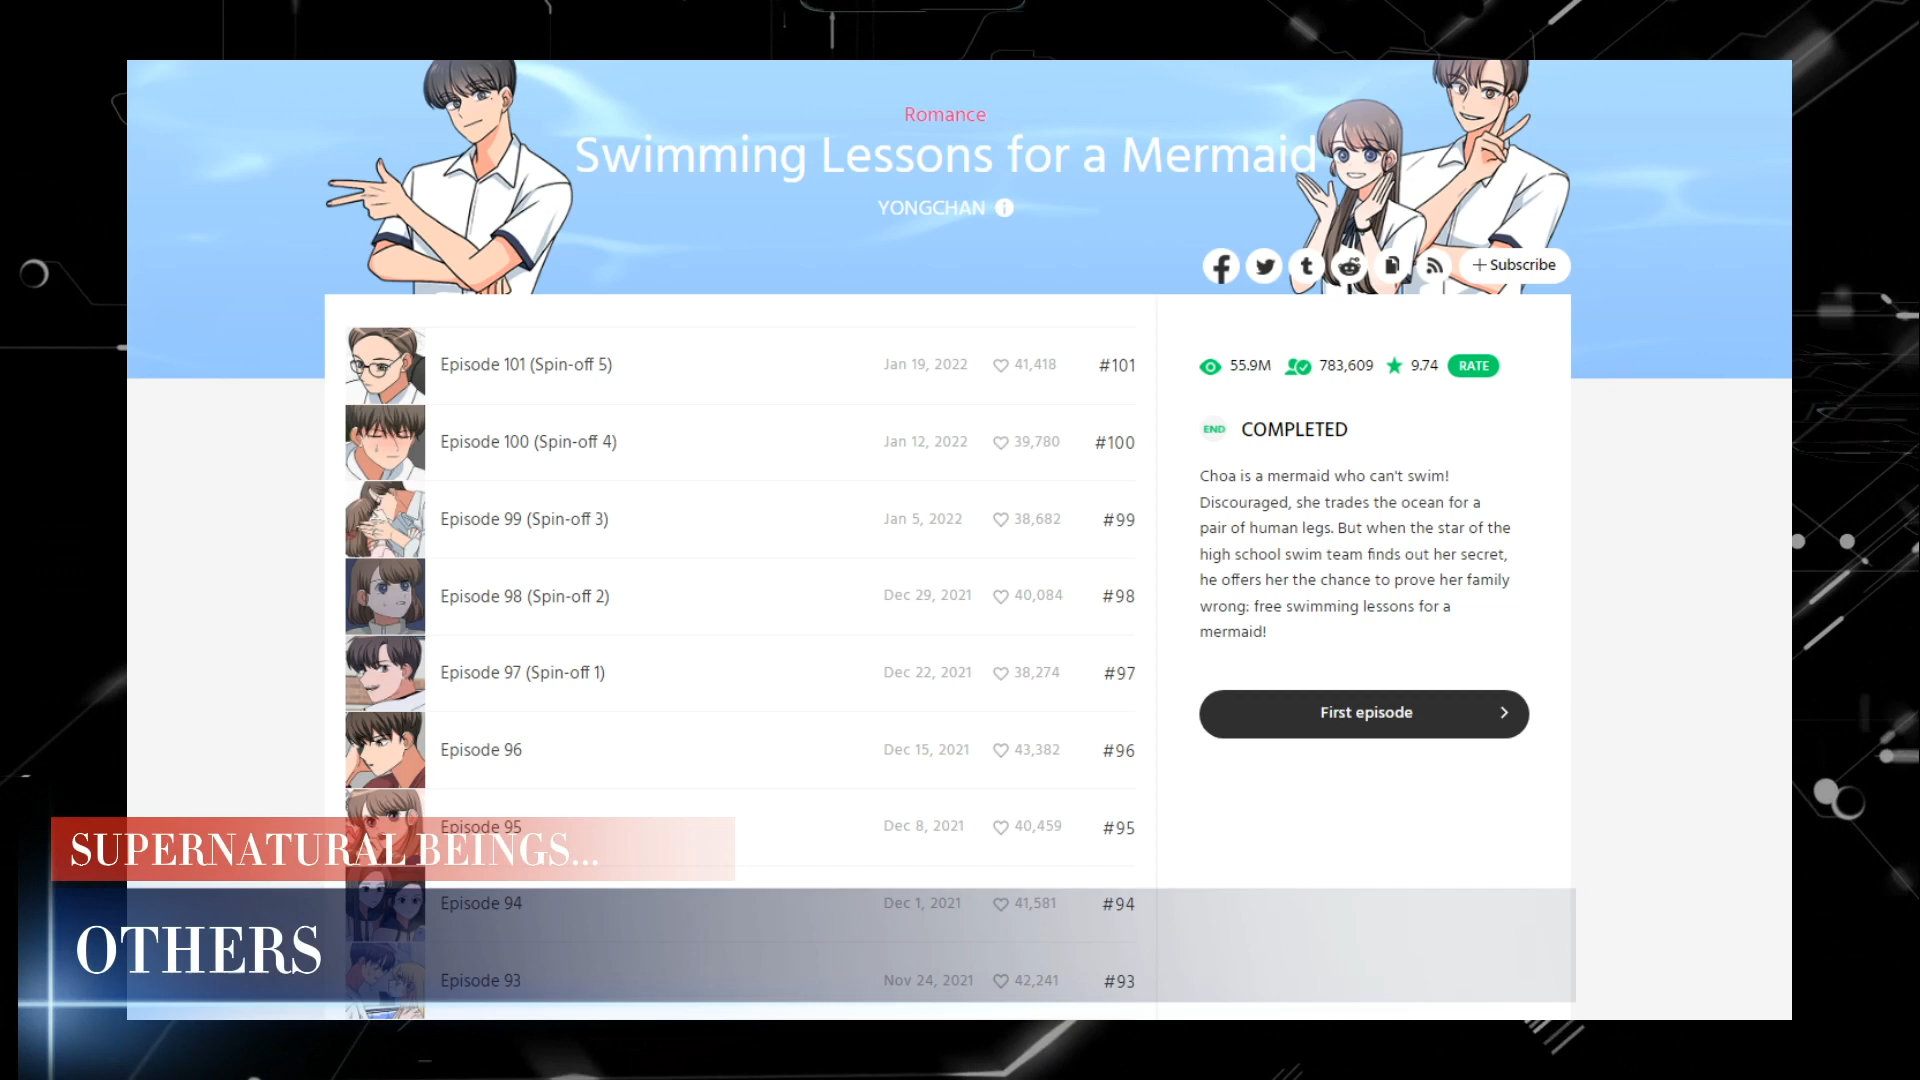 Romance
Swimming Lessons for a Mermaid
YONGCHAN
+ Subscribe
Episode 101 (Spin-off 5) Jan 19, 2022 41,418 #101
Episode 100 (Spin-off 4) Jan 12, 2022 39,780 #100
Episode 99 (Spin-off 3) Jan 5, 2022 38,682 #99
Episode 98 (Spin-off 2) Dec 29, 2021 40,084 #98
Episode 97 (Spin-off 1) Dec 22, 2021 38,274 #97
Episode 96 Dec 15, 2021 43,382 #96
Episode 95 Dec 8, 2021 40,459 #95
Episode 94 Dec 1, 2021 41,581 #94
Episode 93 Nov 24, 2021 42,241 #93
55.9M 783,609 9.74 RATE
END COMPLETED
Choa is a mermaid who can't swim!
Discouraged, she trades the ocean for a
pair of human legs. But when the star of the
high school swim team finds out her secret,
he offers her the chance to prove her family
wrong: free swimming lessons for a
mermaid!
First episode
SUPERNATURAL BEINGS...
OTHERS